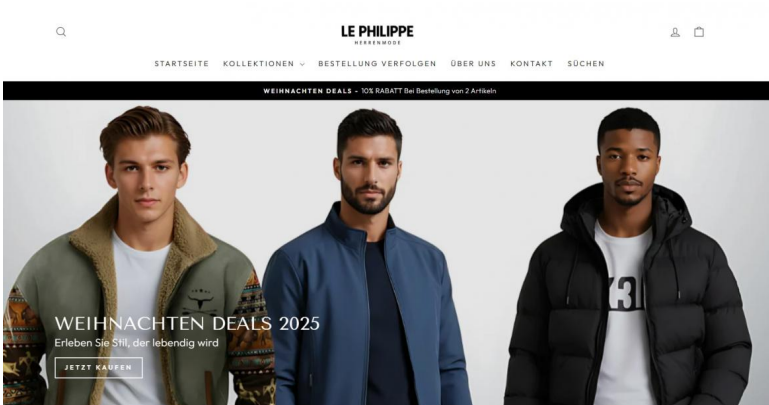 LE PHILIPPE
HERRENMODE
STARTSEITE KOLLEKTIONEN BESTELLUNG VERFOLGEN ÜBER UNS KONTAKT SÜCHEN
WEIHNACHTEN DEALS - 10% RABATT Bei Bestellung von 2 Artikeln
WEIHNACHTEN DEALS 2025
Erleben Sie Stil, der lebendig wird
JETZT KAUFEN